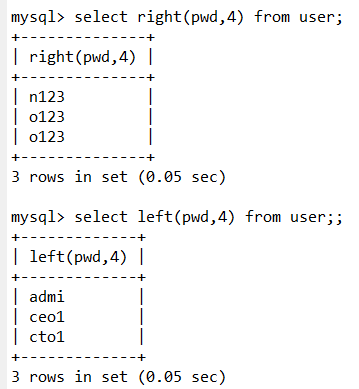 mysql> select right(pwd,4) from user;
+--------------+
| right(pwd,4) |
+--------------+
| n123         |
| o123         |
| o123         |
+--------------+
3 rows in set (0.05 sec)

mysql> select left(pwd,4) from user;;
+-------------+
| left(pwd,4) |
+-------------+
| admi        |
| ceo1        |
| cto1        |
+-------------+
3 rows in set (0.05 sec)